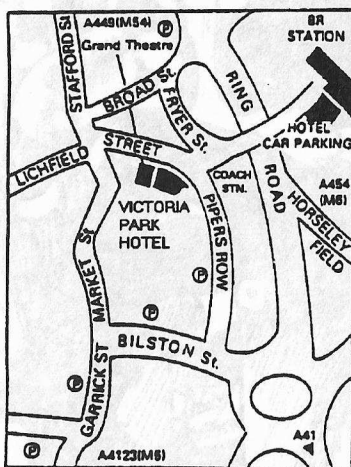 A449(M54)
P
BR
STATION
Grand Theatre
STAFFORD St
BROAD St
FRYER St.
RING
ROAD
HOTEL
CAR PARKING
LICHFIELD
STREET
COACH
STN.
A454
(M6)
HORSELEY
FIELD
VICTORIA
PARK
HOTEL
PIPERS ROW
MARKET St
P
P
BILSTON St.
P
GARRICK ST
P
A4123(M5)
A41